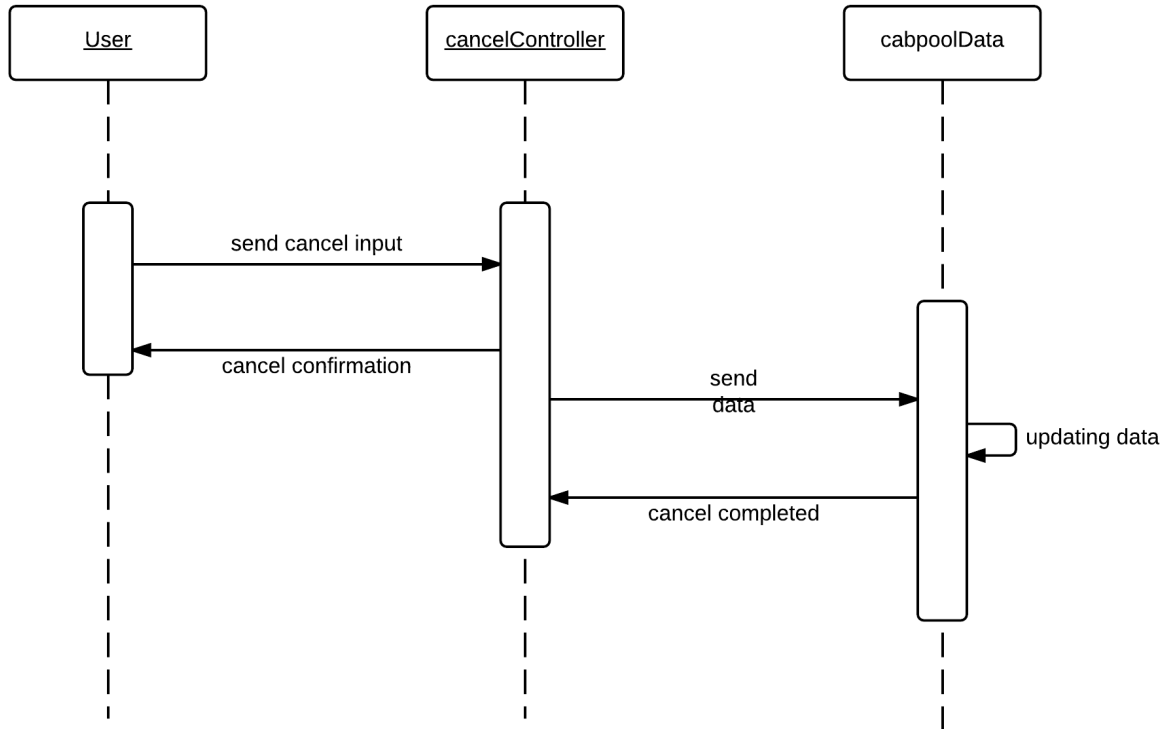 User
cancelController
cabpoolData
send cancel input
cancel confirmation
send
data
updating data
cancel completed